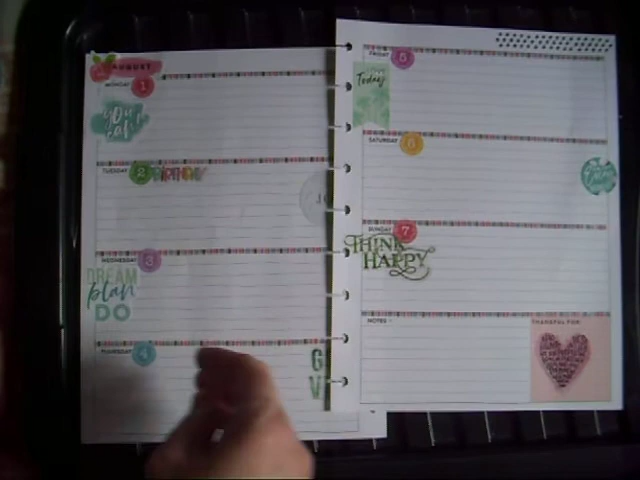 AUGUST
MONDAY 1
you
TUESDAY 2 BIRTHDAY
WEDNESDAY 3
DREAM
plan
DO
THURSDAY 4
G
V
FRIDAY 5
Today
SATURDAY 6
SUNDAY 7
THINK
HAPPY
NOTES
THANKFUL FOR